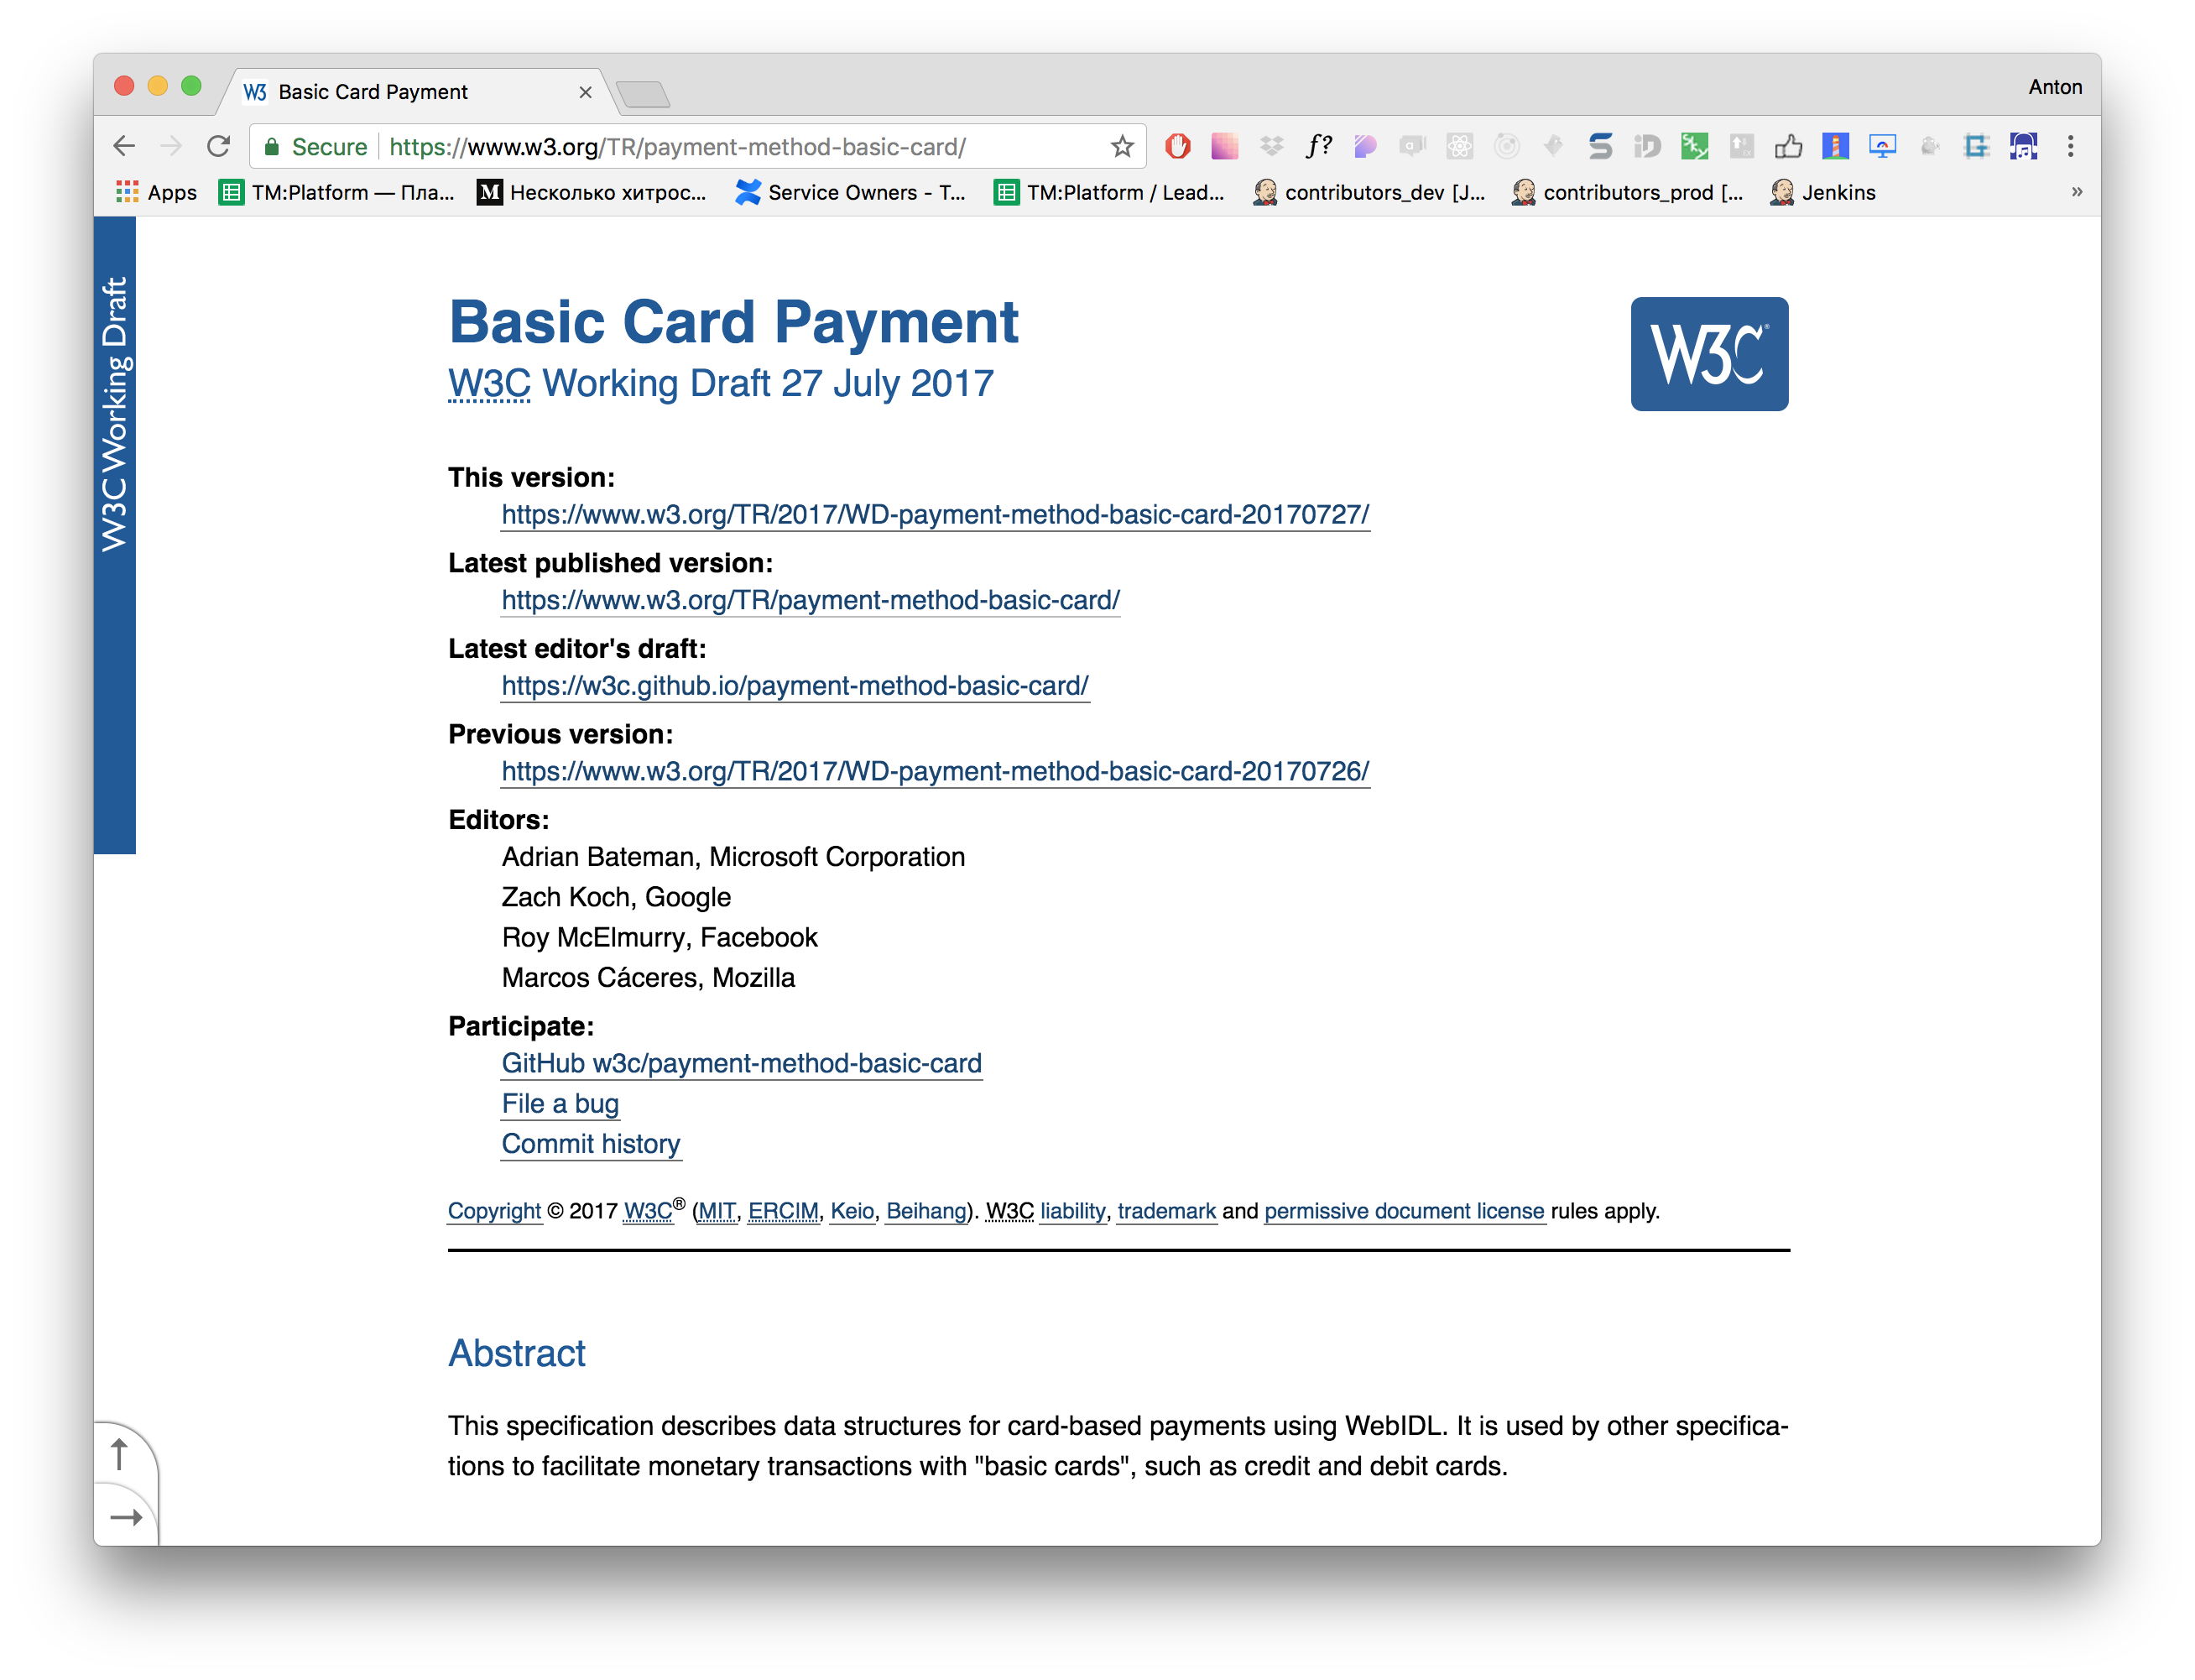 W3 Basic Card Payment
Anton
Secure https://www.w3.org/TR/payment-method-basic-card/
f?
Apps TM:Platform — Пла... M Несколько хитрос... Service Owners - T... TM:Platform / Lead... contributors_dev [J... contributors_prod [... Jenkins »
W3C Working Draft
Basic Card Payment
W3C
W3C Working Draft 27 July 2017
This version:
https://www.w3.org/TR/2017/WD-payment-method-basic-card-20170727/
Latest published version:
https://www.w3.org/TR/payment-method-basic-card/
Latest editor's draft:
https://w3c.github.io/payment-method-basic-card/
Previous version:
https://www.w3.org/TR/2017/WD-payment-method-basic-card-20170726/
Editors:
Adrian Bateman, Microsoft Corporation
Zach Koch, Google
Roy McElmurry, Facebook
Marcos Cáceres, Mozilla
Participate:
GitHub w3c/payment-method-basic-card
File a bug
Commit history
Copyright © 2017 W3C® (MIT, ERCIM, Keio, Beihang). W3C liability, trademark and permissive document license rules apply.
Abstract
This specification describes data structures for card-based payments using WebIDL. It is used by other specifica-
tions to facilitate monetary transactions with "basic cards", such as credit and debit cards.